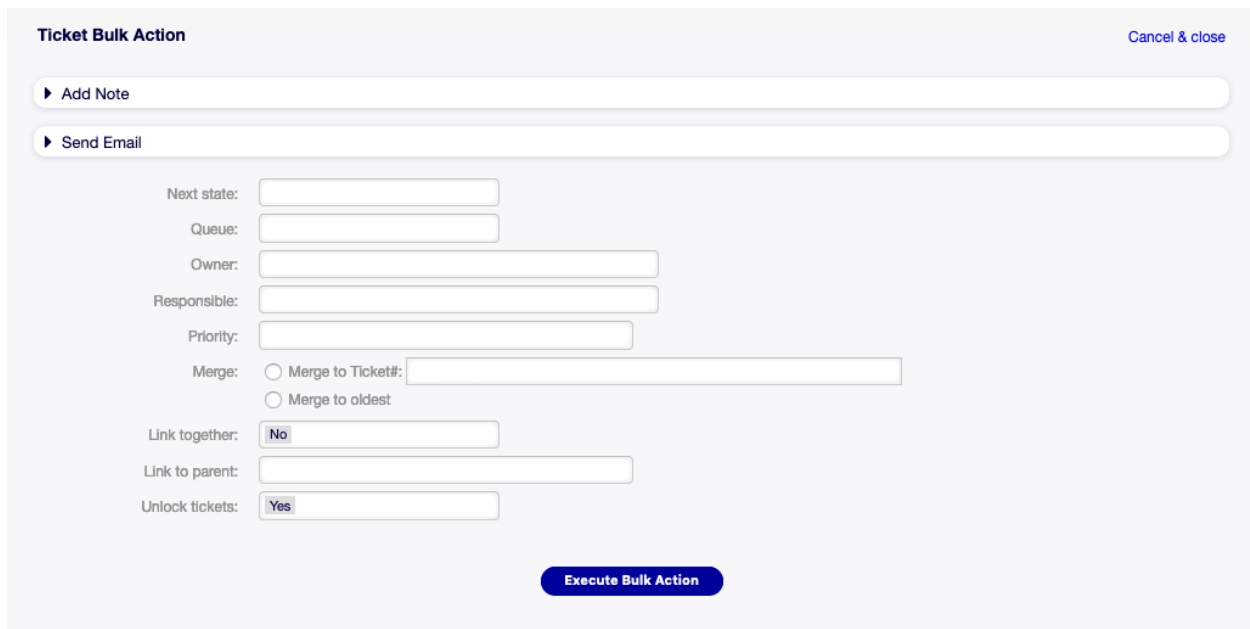 Ticket Bulk Action
Cancel & close
Add Note
Send Email
Next state:
Queue:
Owner:
Responsible:
Priority:
Merge: Merge to Ticket#:
Merge to oldest
Link together: No
Link to parent:
Unlock tickets: Yes
Execute Bulk Action